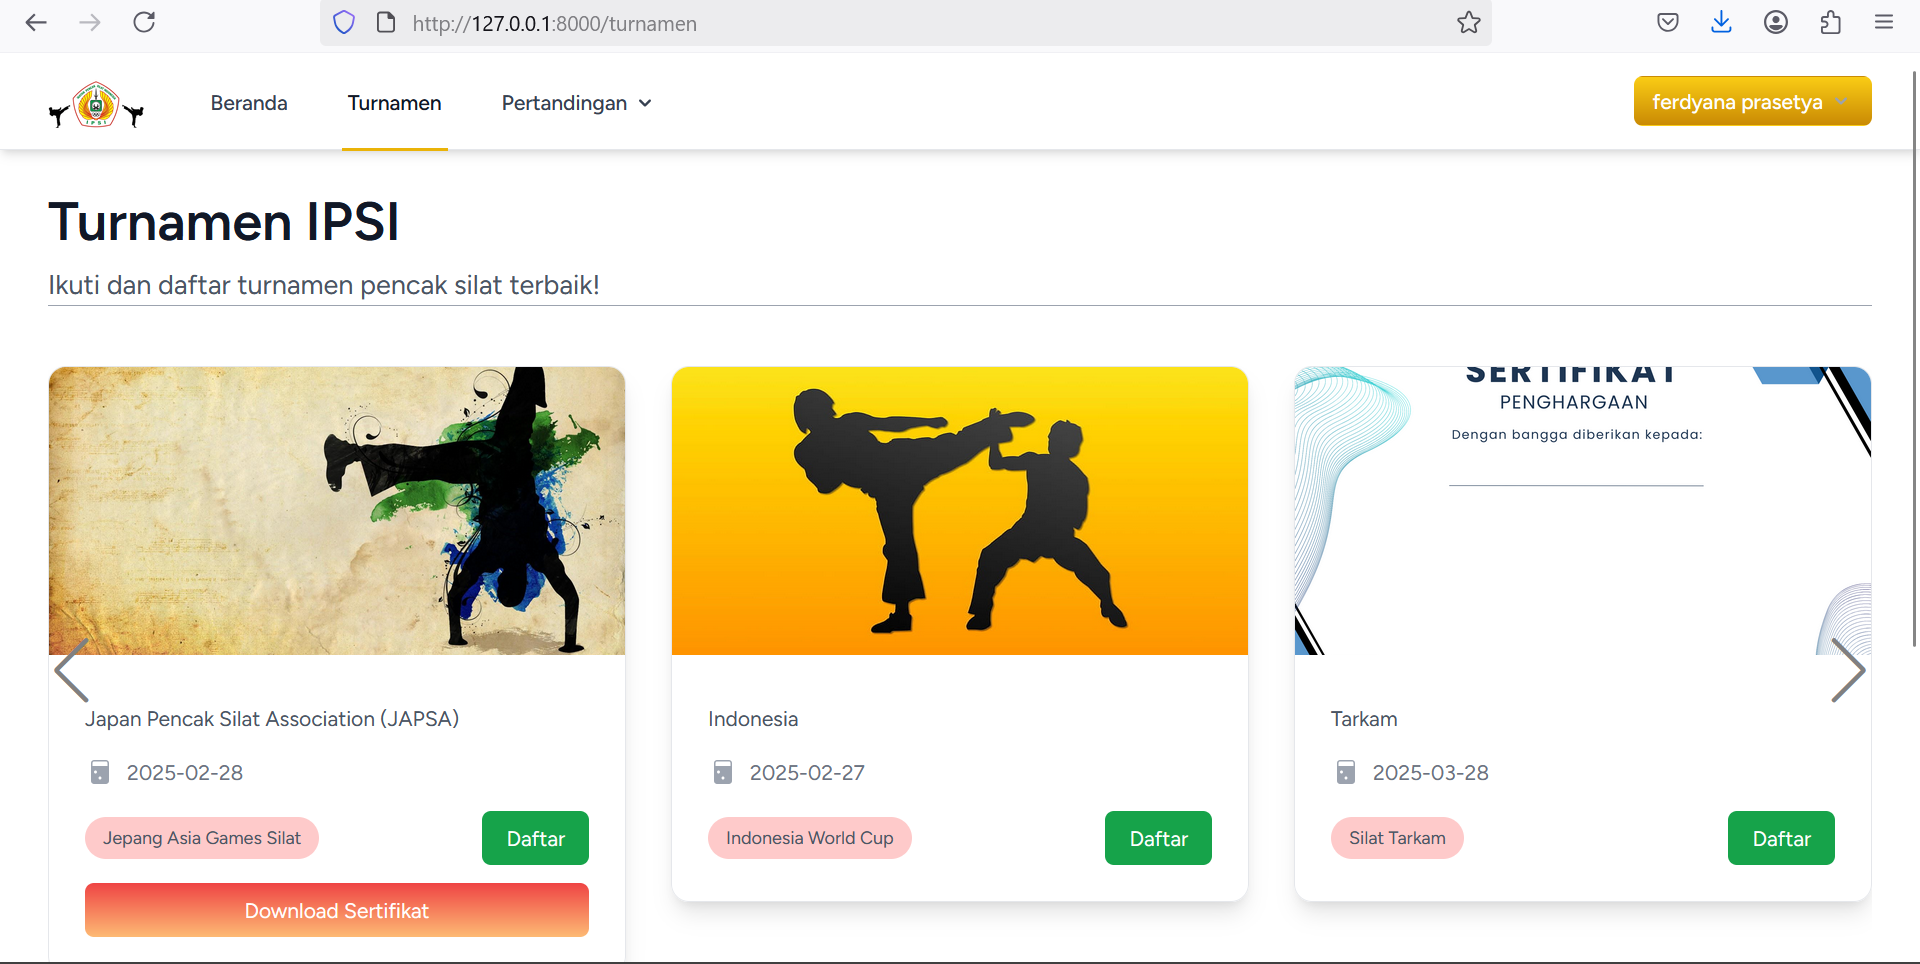 http://127.0.0.1:8000/turnamen
IPSI
Beranda
Turnamen
Pertandingan
ferdyana prasetya
Turnamen IPSI
Ikuti dan daftar turnamen pencak silat terbaik!
SERTIFIKAT
PENGHARGAAN
Dengan bangga diberikan kepada:
Japan Pencak Silat Association (JAPSA)
2025-02-28
Jepang Asia Games Silat
Daftar
Download Sertifikat
Indonesia
2025-02-27
Indonesia World Cup
Daftar
Tarkam
2025-03-28
Silat Tarkam
Daftar